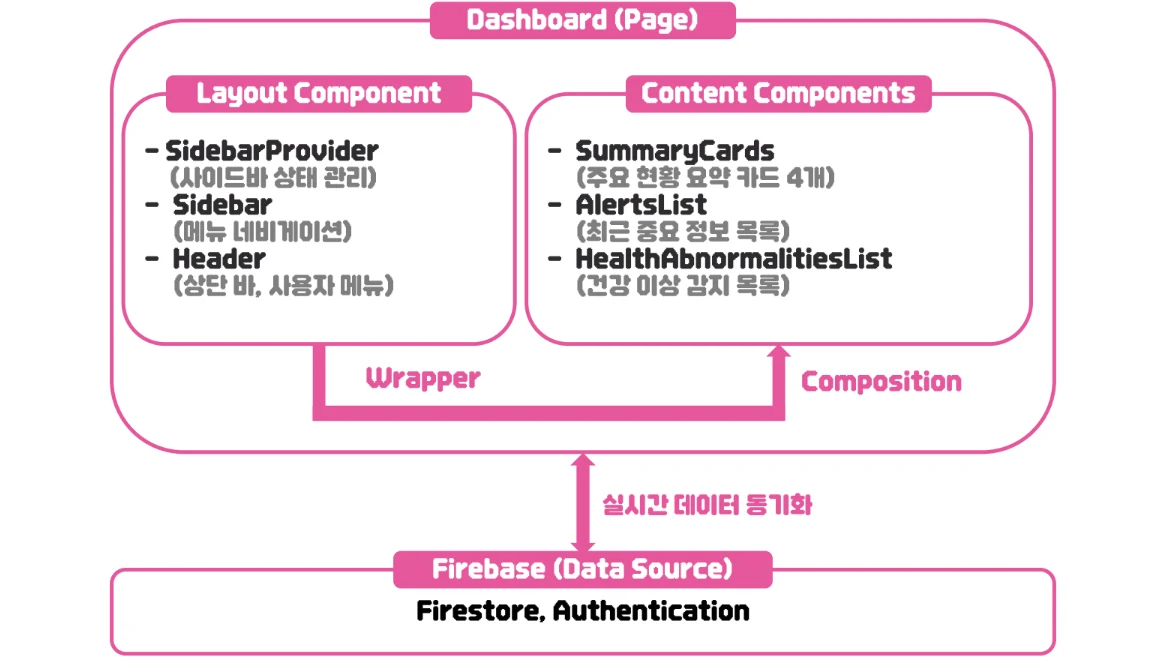 Dashboard (Page)
Layout Component
- SidebarProvider
(사이드바 상태 관리)
- Sidebar
(메뉴 네비게이션)
- Header
(상단 바, 사용자 메뉴)
Content Components
- SummaryCards
(주요 현황 요약 카드 4개)
- AlertsList
(최근 중요 정보 목록)
- HealthAbnormalitiesList
(건강 이상 감지 목록)
Wrapper
Composition
실시간 데이터 동기화
Firebase (Data Source)
Firestore, Authentication